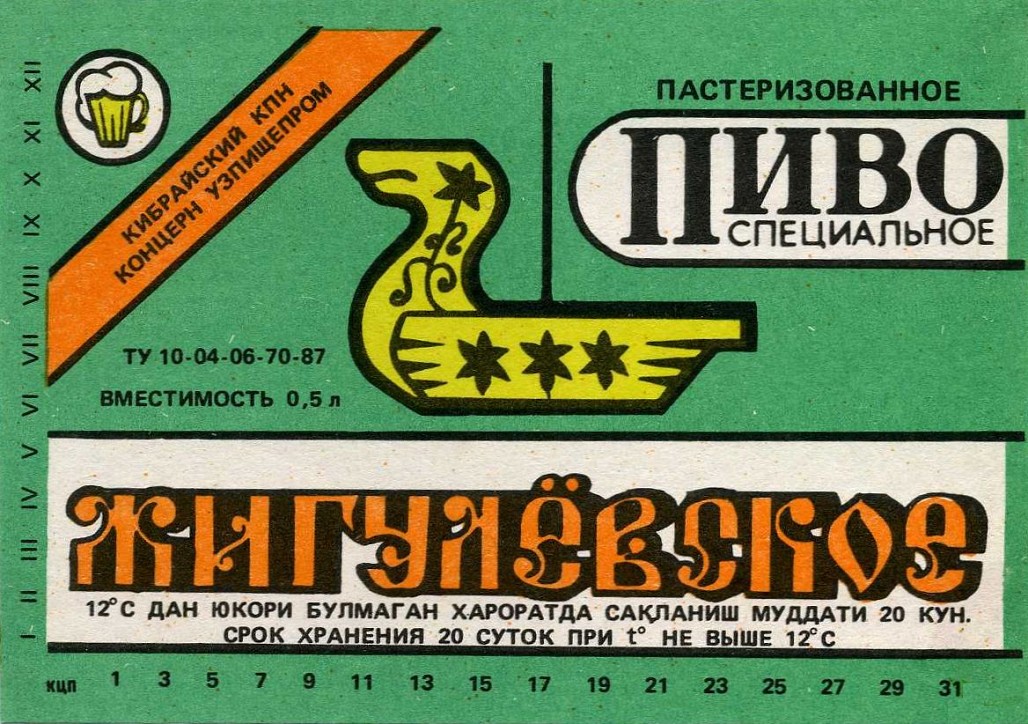 КИБРАЙСКИЙ КПН
КОНЦЕРН УЗПИЩЕПРОМ
ПАСТЕРИЗОВАННОЕ
ПИВО
СПЕЦИАЛЬНОЕ
ТУ 10-04-06-70-87
ВМЕСТИМОСТЬ 0,5 л
ЖИГУЛЁВСКОЕ
12°С ДАН ЮКОРИ БУЛМАГАН ХАРОРАТДА САҚЛАНИШ МУДДАТИ 20 КУН.
СРОК ХРАНЕНИЯ 20 СУТОК ПРИ t° НЕ ВЫШЕ 12°С
I II III IV V VI VII VIII IX X XI XII
КЦП 1 3 5 7 9 11 13 15 17 19 21 23 25 27 29 31